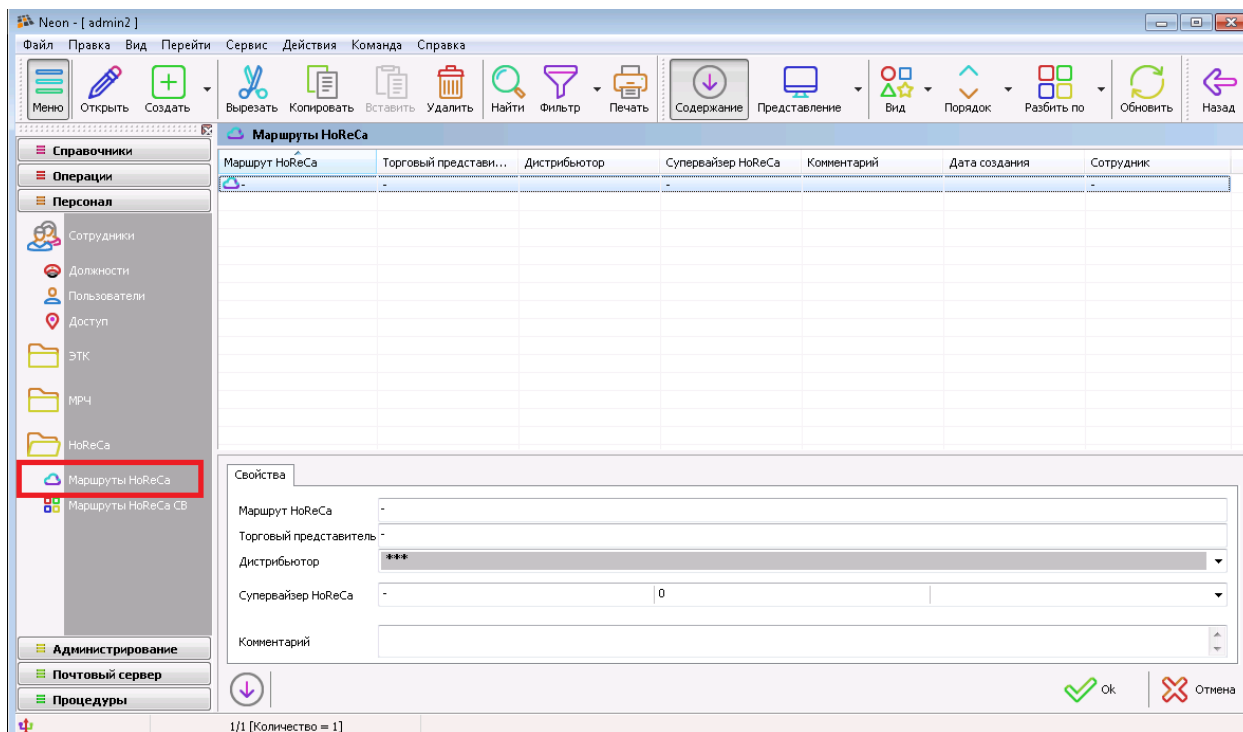 Neon - [ admin2 ]
Файл Правка Вид Перейти Сервис Действия Команда Справка
Меню Открыть Создать Вырезать Копировать Вставить Удалить Найти Фильтр Печать Содержание Представление Вид Порядок Разбить по Обновить Назад
Маршруты HoReCa
Справочники
Операции
Персонал
Сотрудники
Должности
Пользователи
Доступ
ЭТК
МРЧ
HoReCa
Маршруты HoReCa
Маршруты HoReCa СВ
Администрирование
Почтовый сервер
Процедуры
Маршрут HoReCa Торговый представи... Дистрибьютор Супервайзер HoReCa Комментарий Дата создания Сотрудник
- - - -
Свойства
Маршрут HoReCa -
Торговый представитель -
Дистрибьютор ***
Супервайзер HoReCa - 0
Комментарий
Ok Отмена
1/1 [Количество = 1]